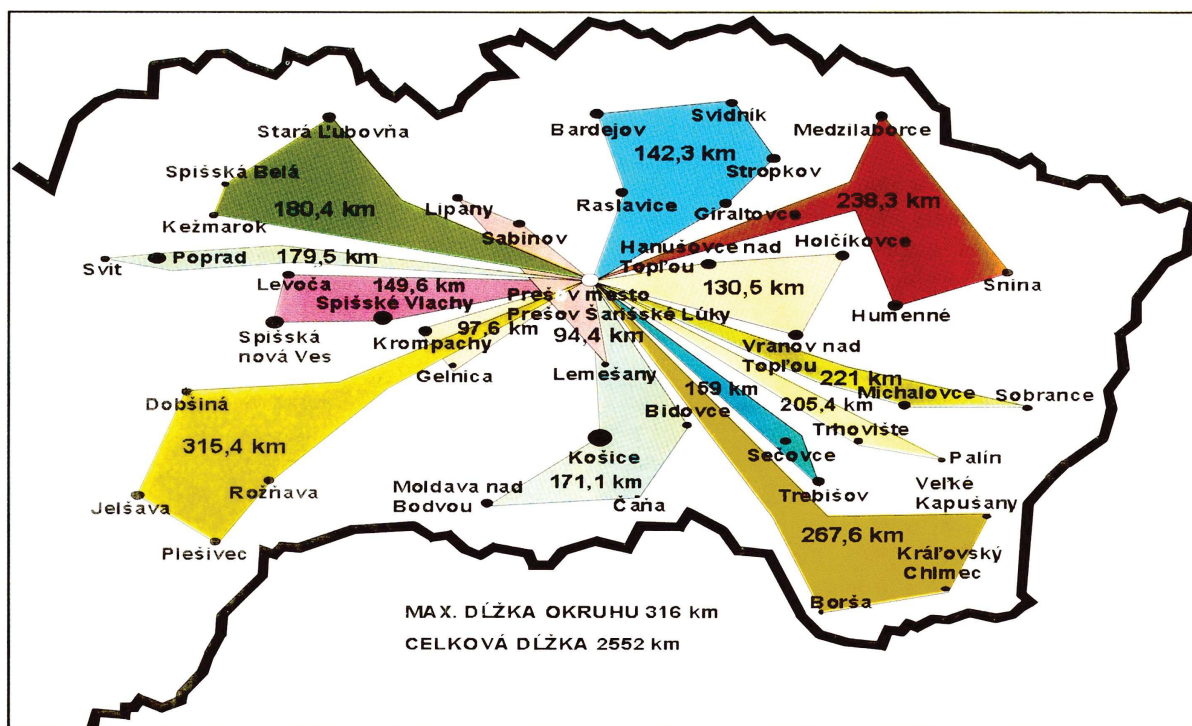 Stará Ľubovňa
Bardejov
Svidník
Medzilaborce
142,3 km
Stropkov
Spišská Belá
180,4 km
Lipany
Raslavice
Giraltovce
238,3 km
Kežmarok
Sabinov
Hanušovce nad
Topľou
Holčíkovce
Svit
Poprad
179,5 km
Levoča
149,6 km
130,5 km
Snina
Spišské Vlachy
Prešov mesto
Prešov Šarišské Lúky
Humenné
Spišská
nová Ves
Krompachy
97,6 km
94,4 km
Vranov nad
Topľou
Gelnica
Lemešany
159 km
221 km
Dobšiná
Bidovce
205,4 km
Michalovce
Sobrance
315,4 km
Košice
Trhovište
Sečovce
Palín
Rožňava
Moldava nad
Bodvou
171,1 km
Čaňa
Trebišov
Veľké
Kapušany
Jelšava
Plešivec
267,6 km
Kráľovský
Chlmec
Borša
MAX. DĹŽKA OKRUHU 316 km
CELKOVÁ DĹŽKA 2552 km